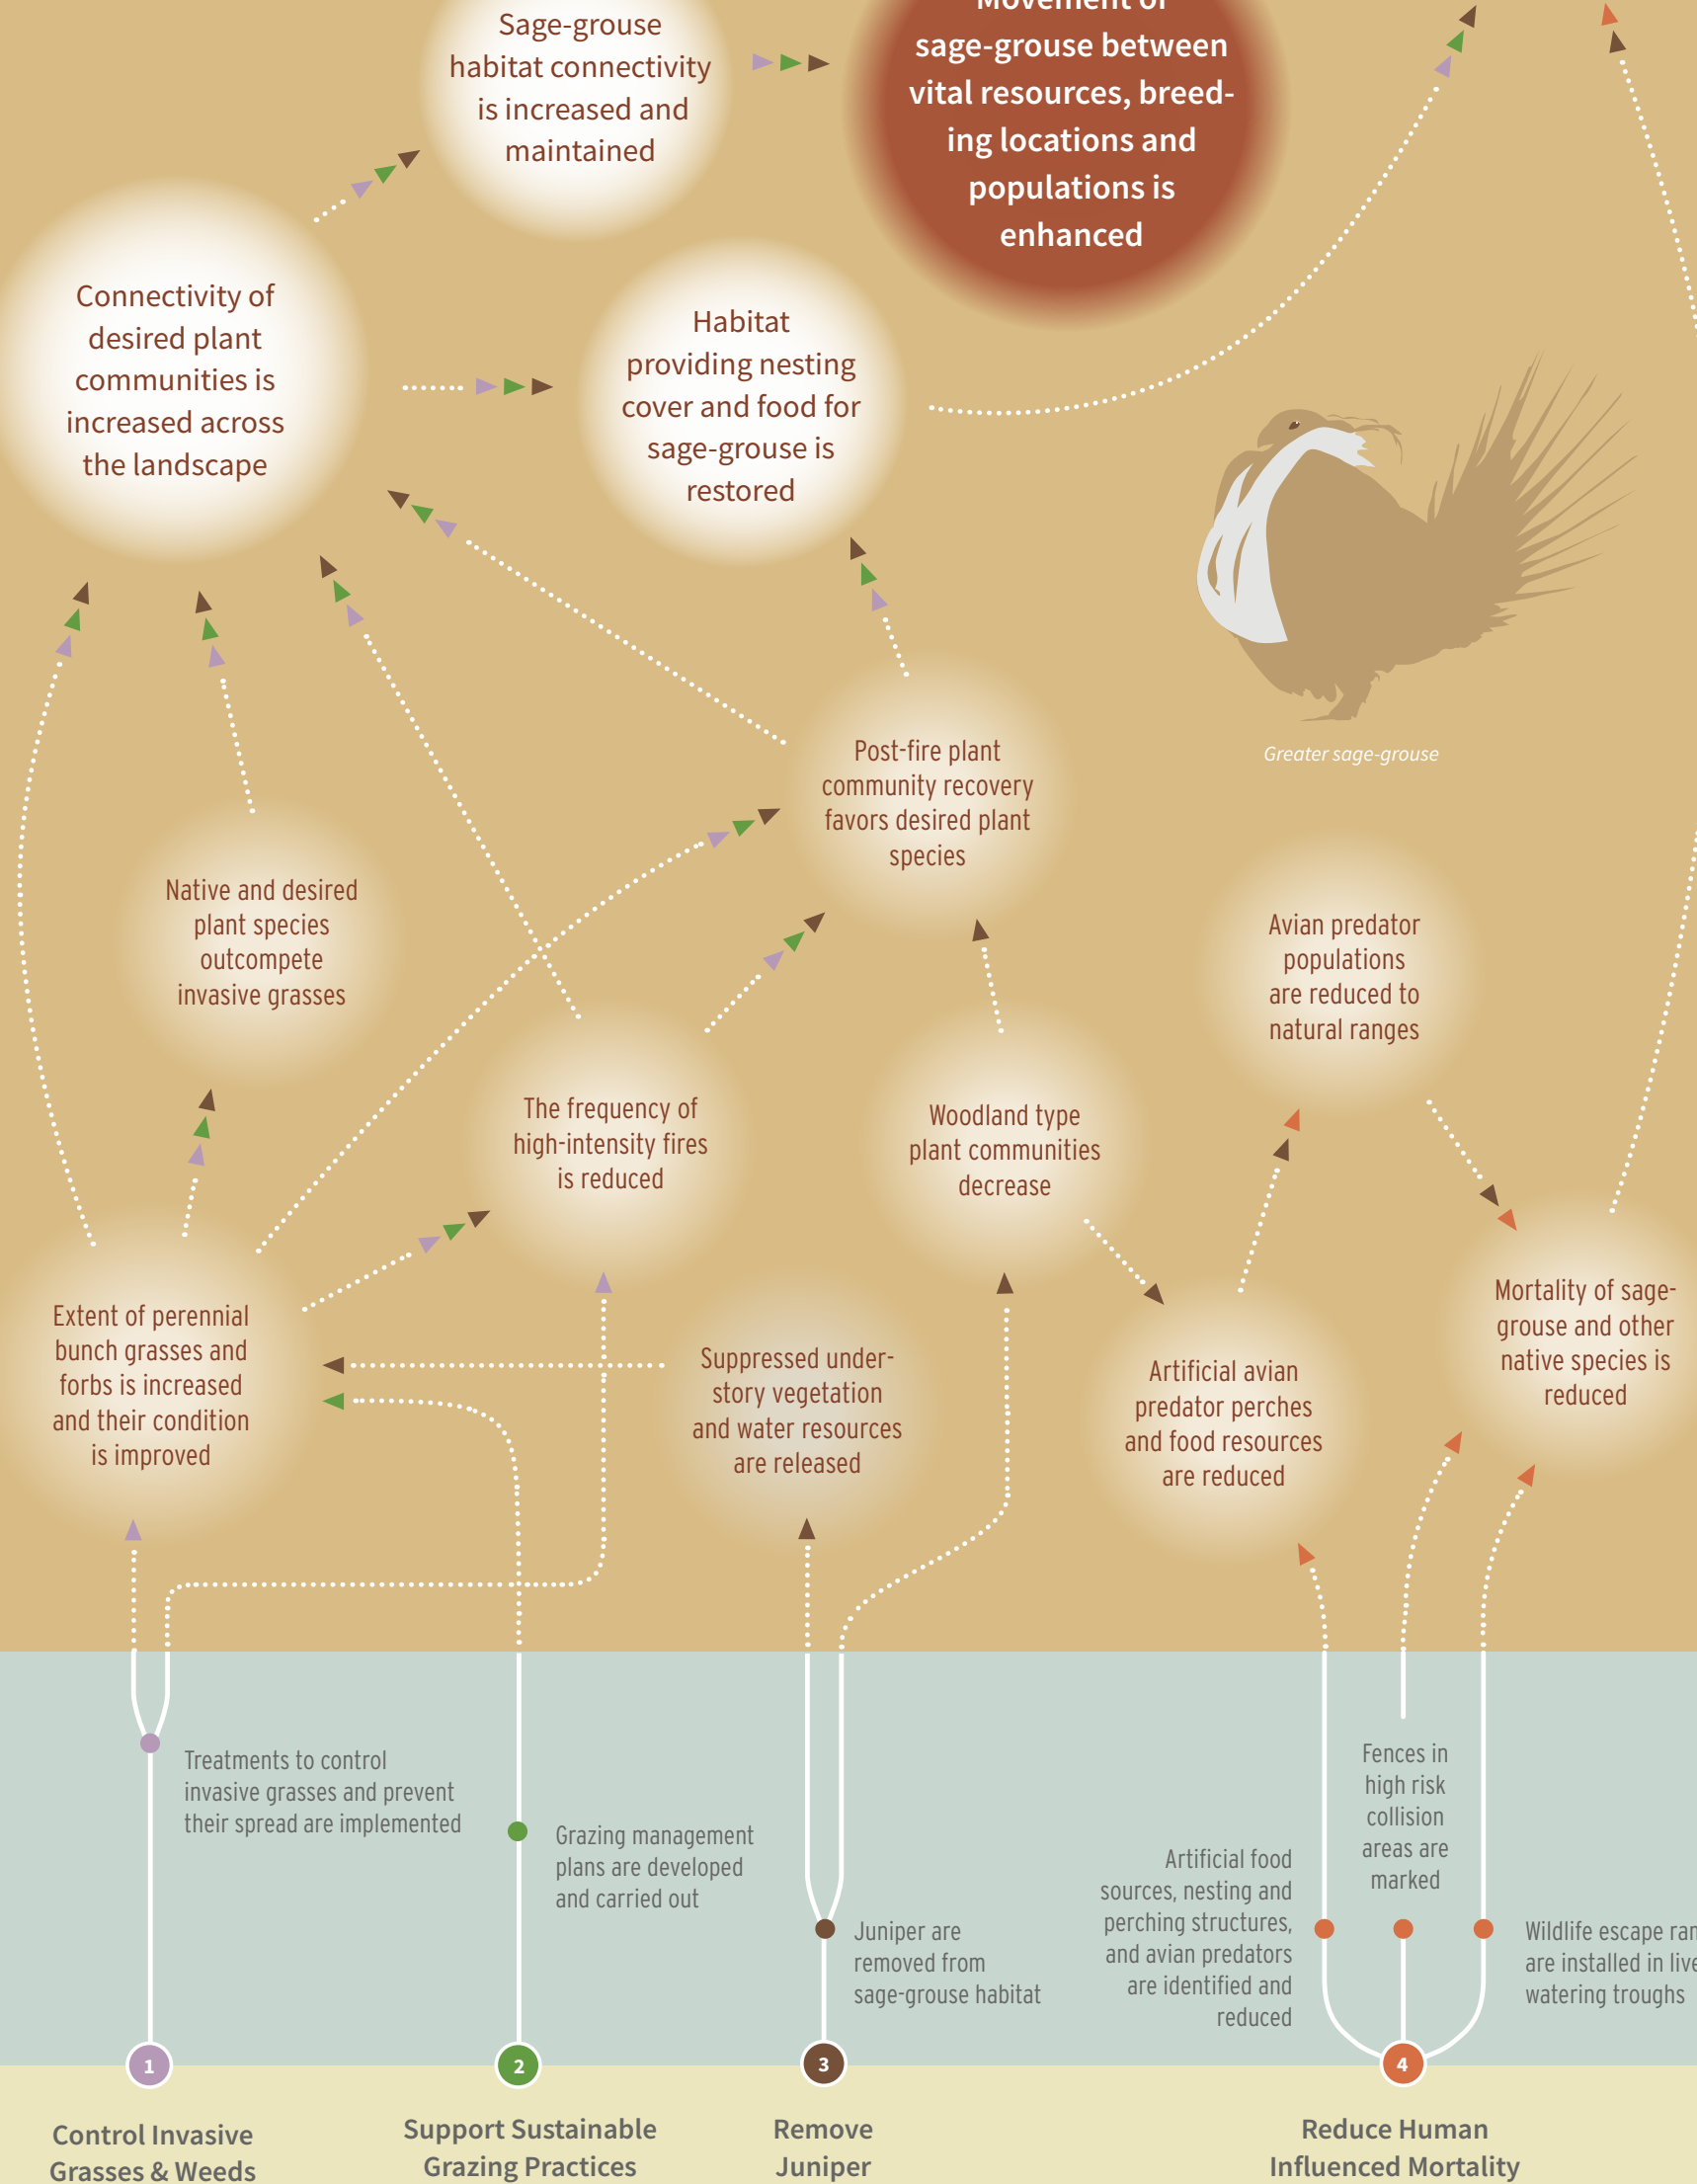 Sage-grouse
habitat connectivity
is increased and
maintained
Movement of
sage-grouse between
vital resources, breed-
ing locations and
populations is
enhanced
Connectivity of
desired plant
communities is
increased across
the landscape
Habitat
providing nesting
cover and food for
sage-grouse is
restored
Greater sage-grouse
Post-fire plant
community recovery
favors desired plant
species
Native and desired
plant species
outcompete
invasive grasses
Avian predator
populations
are reduced to
natural ranges
The frequency of
high-intensity fires
is reduced
Woodland type
plant communities
decrease
Extent of perennial
bunch grasses and
forbs is increased
and their condition
is improved
Suppressed under-
story vegetation
and water resources
are released
Artificial avian
predator perches
and food resources
are reduced
Mortality of sage-
grouse and other
native species is
reduced
Treatments to control
invasive grasses and prevent
their spread are implemented
Grazing management
plans are developed
and carried out
Juniper are
removed from
sage-grouse habitat
Artificial food
sources, nesting and
perching structures,
and avian predators
are identified and
reduced
Fences in
high risk
collision
areas are
marked
Wildlife escape
are installed in
watering troughs
1
2
3
4
Control Invasive
Grasses & Weeds
Support Sustainable
Grazing Practices
Remove
Juniper
Reduce Human
Influenced Mortality